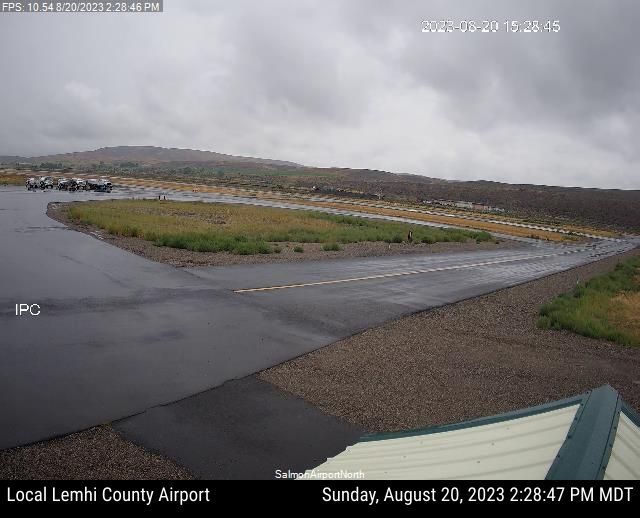 FPS: 10.54 8/20/2023 2:28:46 PM
2023-08-20 15:28:45
IPC
SalmonAirportNorth
Local Lemhi County Airport
Sunday, August 20, 2023 2:28:47 PM MDT